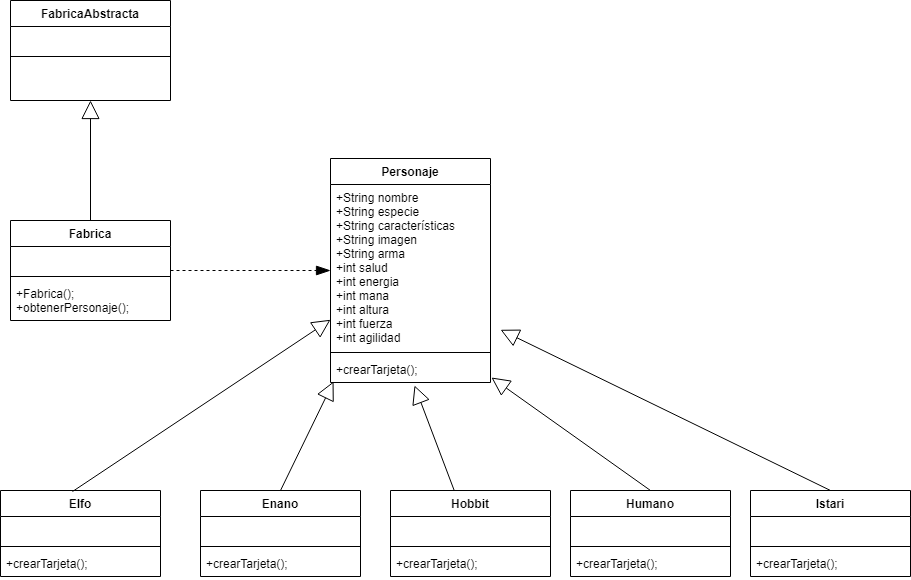 FabricaAbstracta
Fabrica
+Fabrica();
+obtenerPersonaje();
Personaje
+String nombre
+String especie
+String características
+String imagen
+String arma
+int salud
+int energia
+int mana
+int altura
+int fuerza
+int agilidad
+crearTarjeta();
Elfo
+crearTarjeta();
Enano
+crearTarjeta();
Hobbit
+crearTarjeta();
Humano
+crearTarjeta();
Istari
+crearTarjeta();